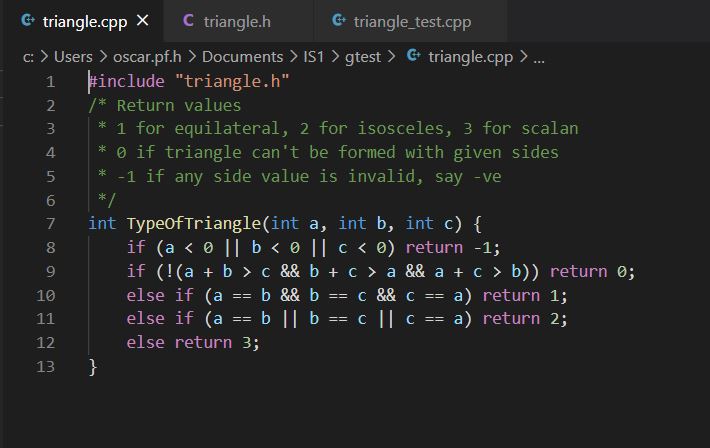 triangle.cpp × C triangle.h triangle_test.cpp
c: > Users > oscar.pf.h > Documents > IS1 > gtest > triangle.cpp > ...
1 #include "triangle.h"
2 /* Return values
3 * 1 for equilateral, 2 for isosceles, 3 for scalan
4 * 0 if triangle can't be formed with given sides
5 * -1 if any side value is invalid, say -ve
6 */
7 int TypeOfTriangle(int a, int b, int c) {
8 if (a < 0 || b < 0 || c < 0) return -1;
9 if (!(a + b > c && b + c > a && a + c > b)) return 0;
10 else if (a == b && b == c && c == a) return 1;
11 else if (a == b || b == c || c == a) return 2;
12 else return 3;
13 }